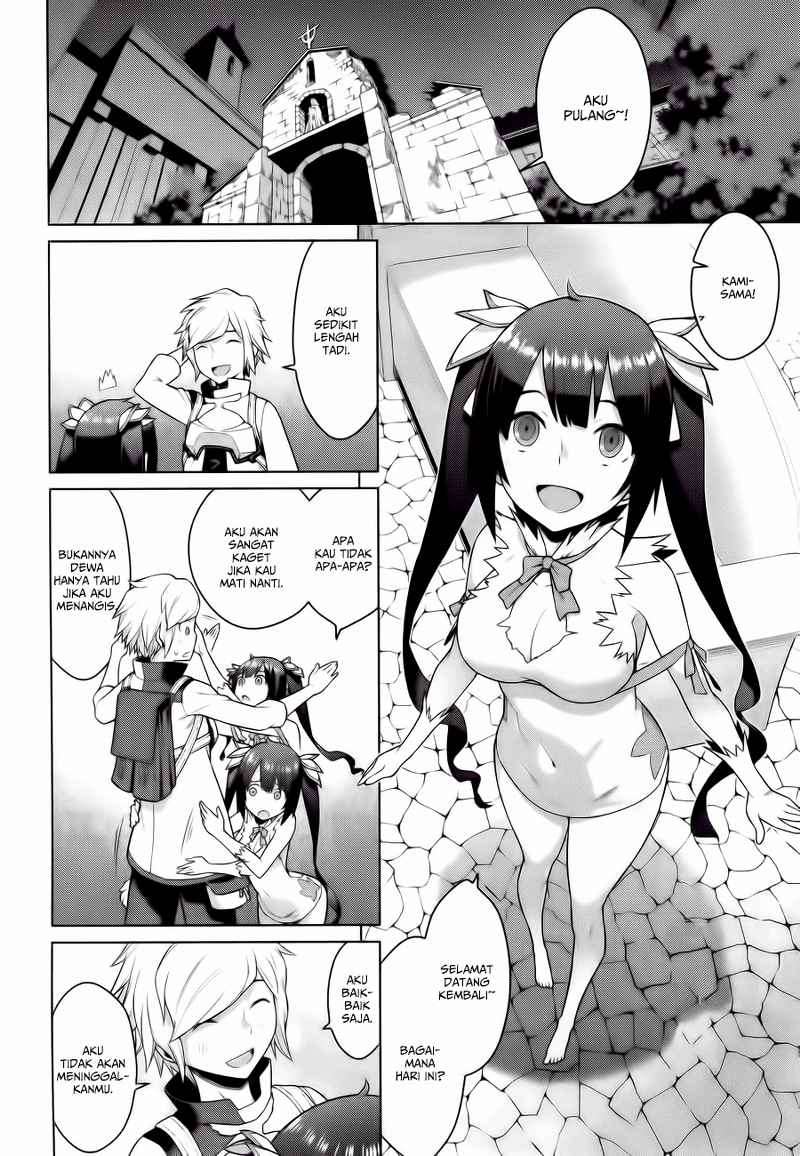 AKU
PULANG~!
KAMI-
SAMA!
SELAMAT
DATANG
KEMBALI~
BAGAI-
MANA
HARI INI?
AKU
SEDIKIT
LENGAH
TADI.
APA
KAU TIDAK
APA-APA?
AKU AKAN
SANGAT
KAGET
JIKA KAU
MATI NANTI.
BUKANNYA
DEWA
HANYA TAHU
JIKA AKU
MENANGIS.
AKU
BAIK-
BAIK
SAJA.
AKU
TIDAK AKAN
MENINGGAL-
KANMU.